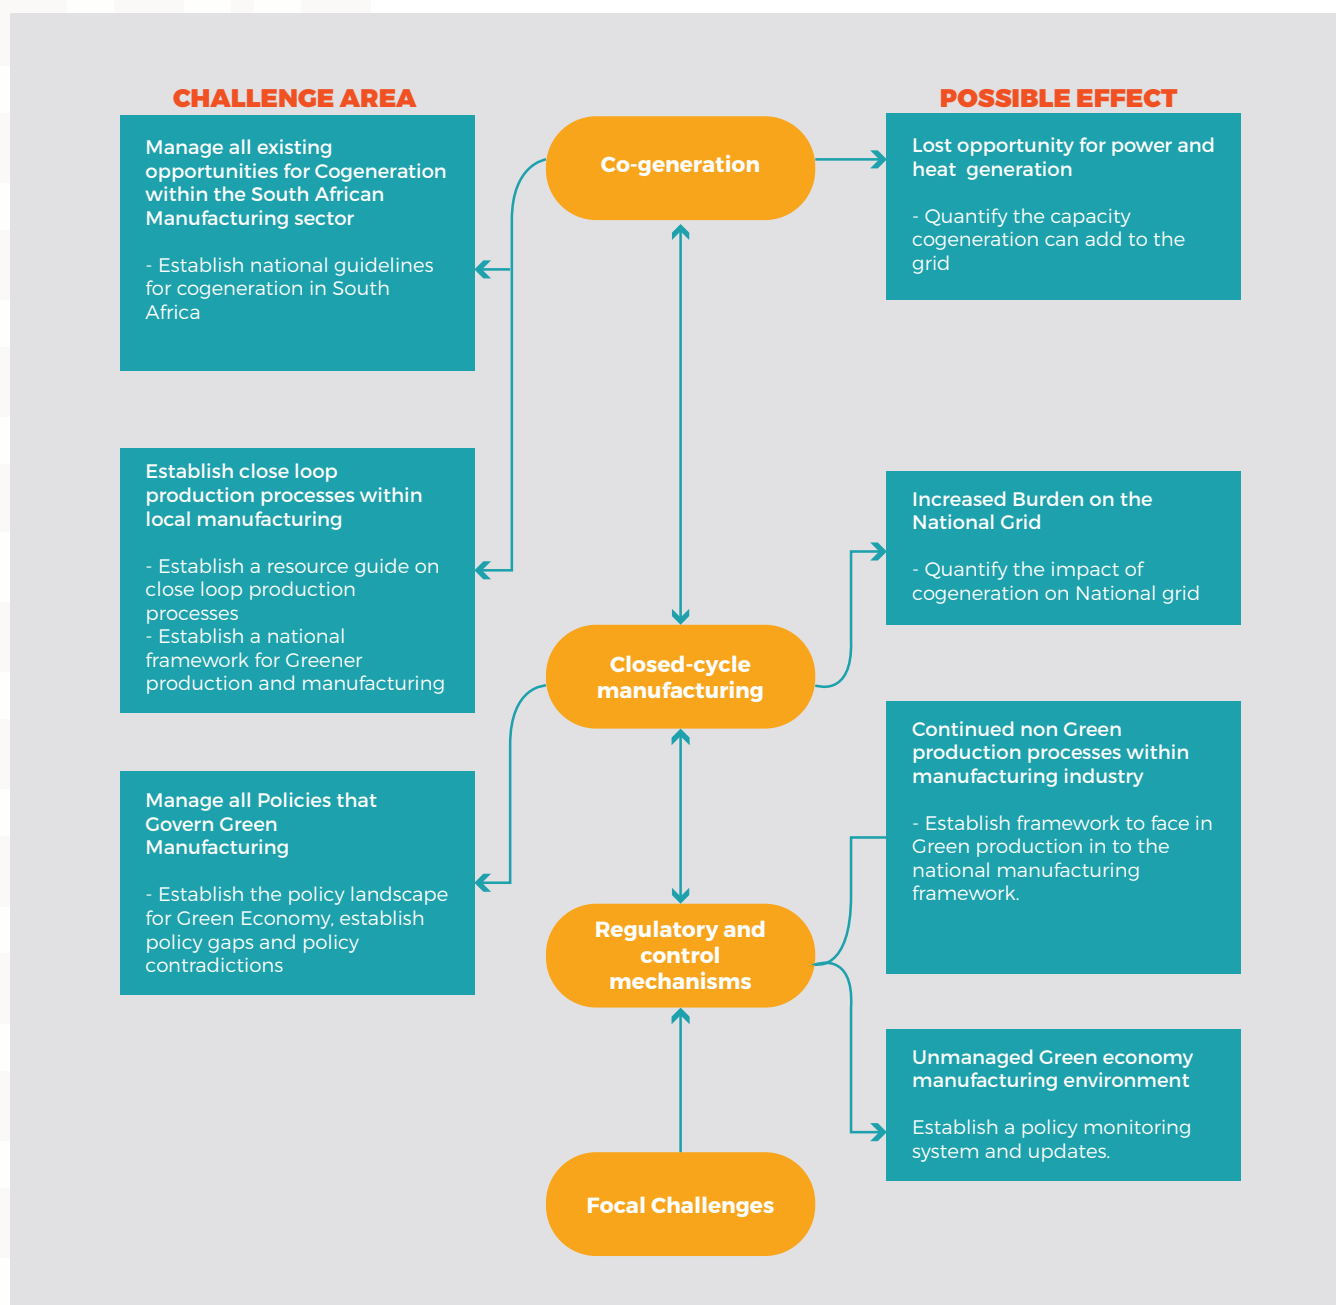 CHALLENGE AREA
Manage all existing
opportunities for Cogeneration
within the South African
Manufacturing sector
- Establish national guidelines
for cogeneration in South
Africa
Establish close loop
production processes within
local manufacturing
- Establish a resource guide on
close loop production
processes
- Establish a national
framework for Greener
production and manufacturing
Manage all Policies that
Govern Green
Manufacturing
- Establish the policy landscape
for Green Economy, establish
policy gaps and policy
contradictions
Co-generation
Closed-cycle
manufacturing
Regulatory and
control
mechanisms
Focal Challenges
POSSIBLE EFFECT
Lost opportunity for power and
heat generation
- Quantify the capacity
cogeneration can add to the
grid
Increased Burden on the
National Grid
- Quantify the impact of
cogeneration on National grid
Continued non Green
production processes within
manufacturing industry
- Establish framework to face in
Green production in to the
national manufacturing
framework.
Unmanaged Green economy
manufacturing environment
Establish a policy monitoring
system and updates.